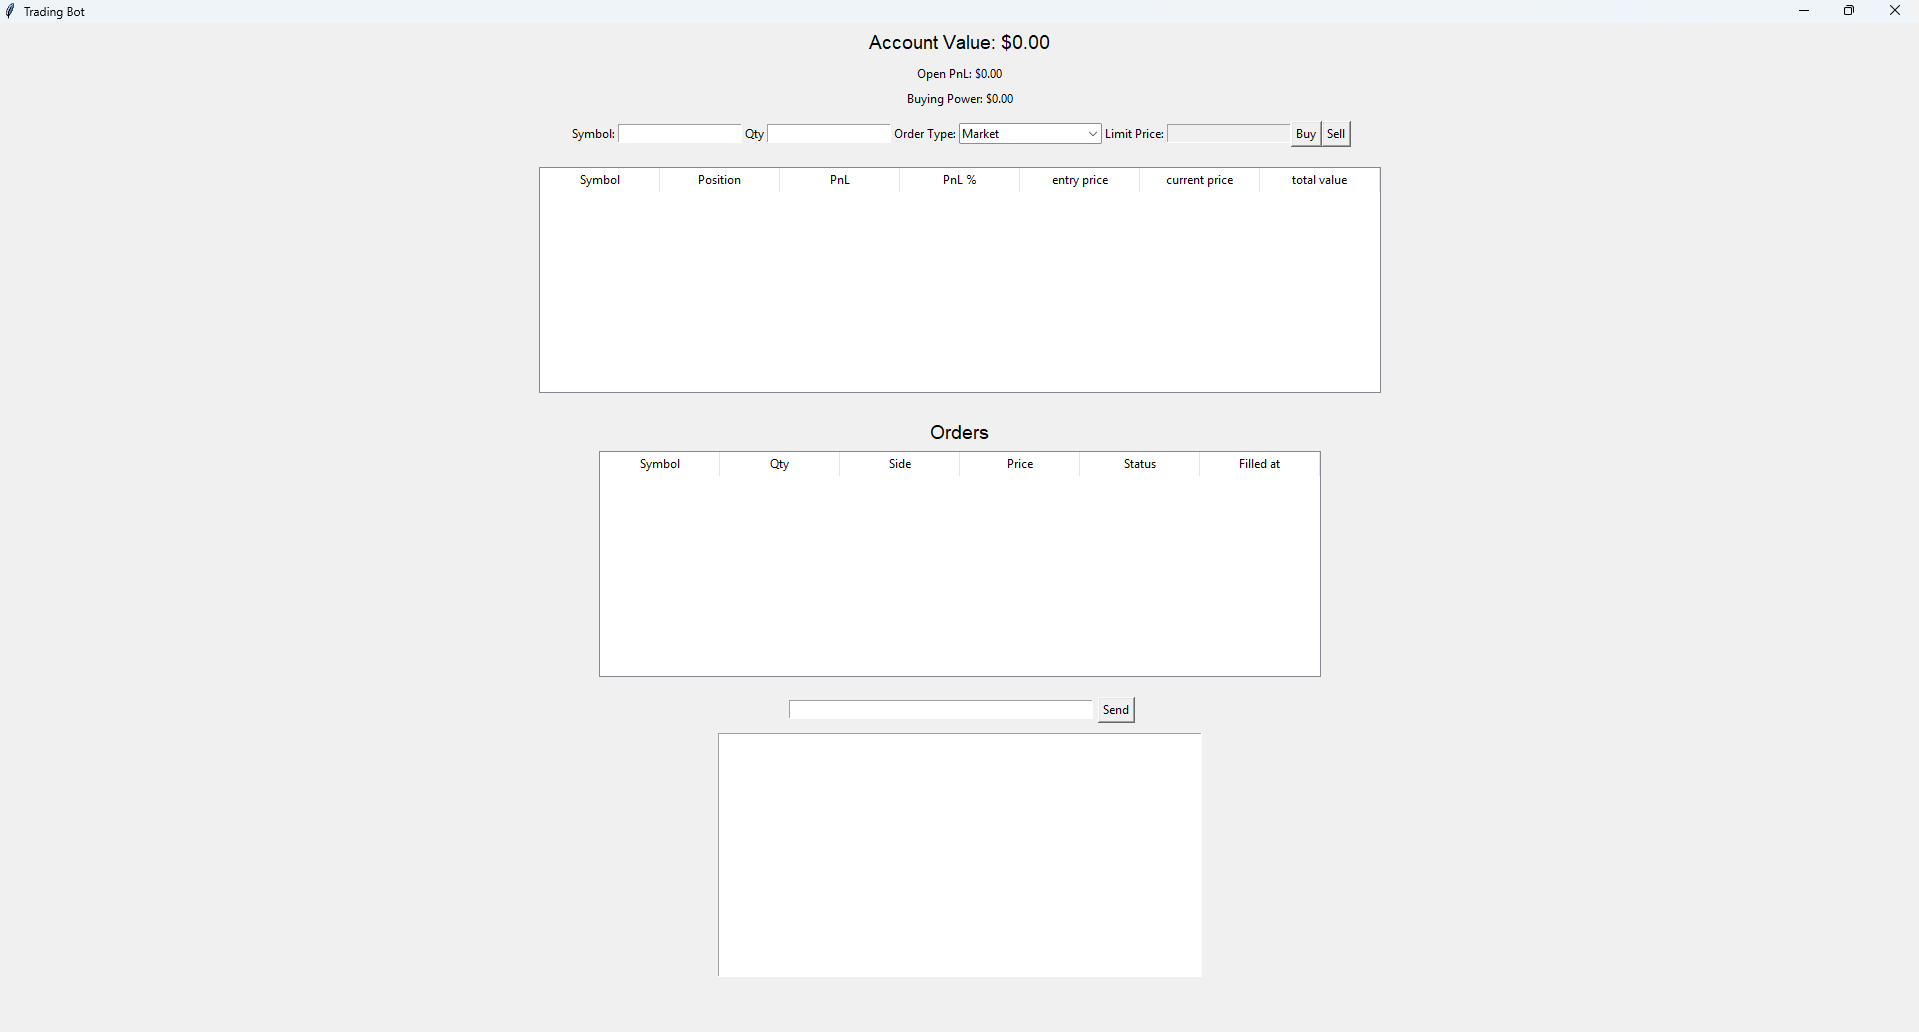 Trading Bot
Account Value: $0.00
Open PnL: $0.00
Buying Power: $0.00
Symbol: Qty Order Type: Market Limit Price: Buy Sell
Symbol Position PnL PnL % entry price current price total value
Orders
Symbol Qty Side Price Status Filled at
Send